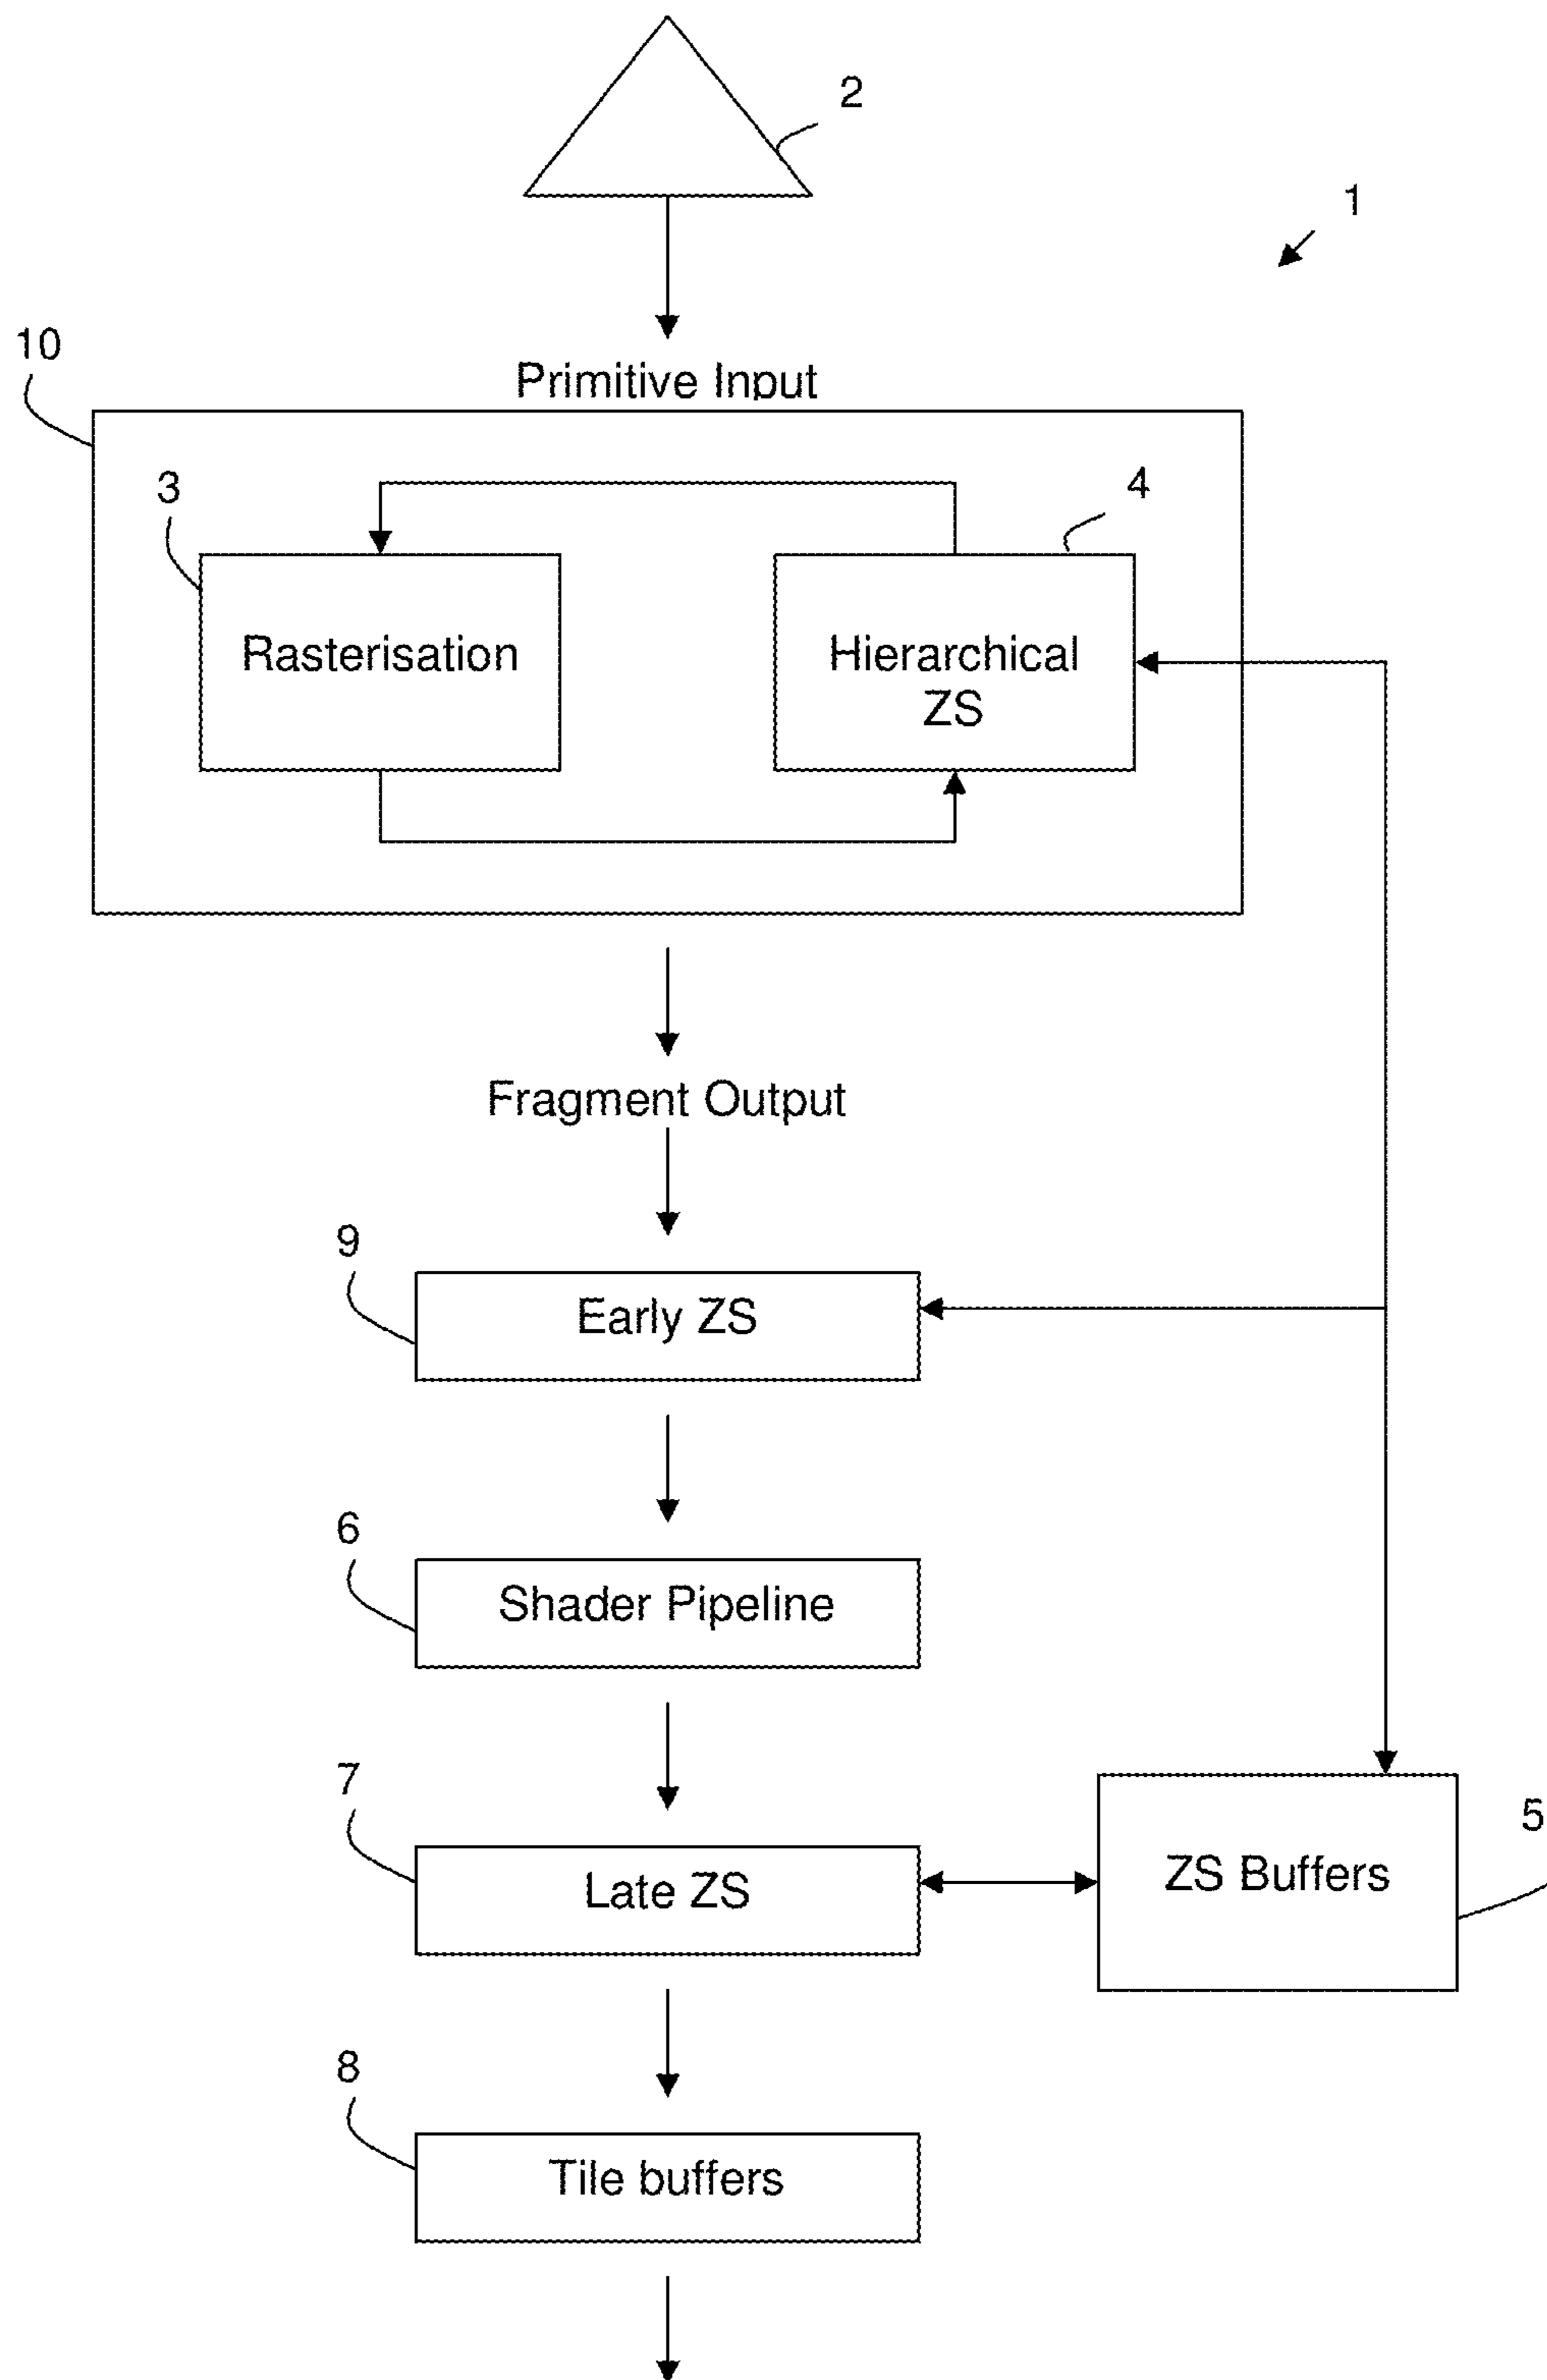 2
1
10
Primitive Input
3
4
Rasterisation
Hierarchical
ZS
Fragment Output
9
Early ZS
6
Shader Pipeline
7
5
Late ZS
ZS Buffers
8
Tile buffers